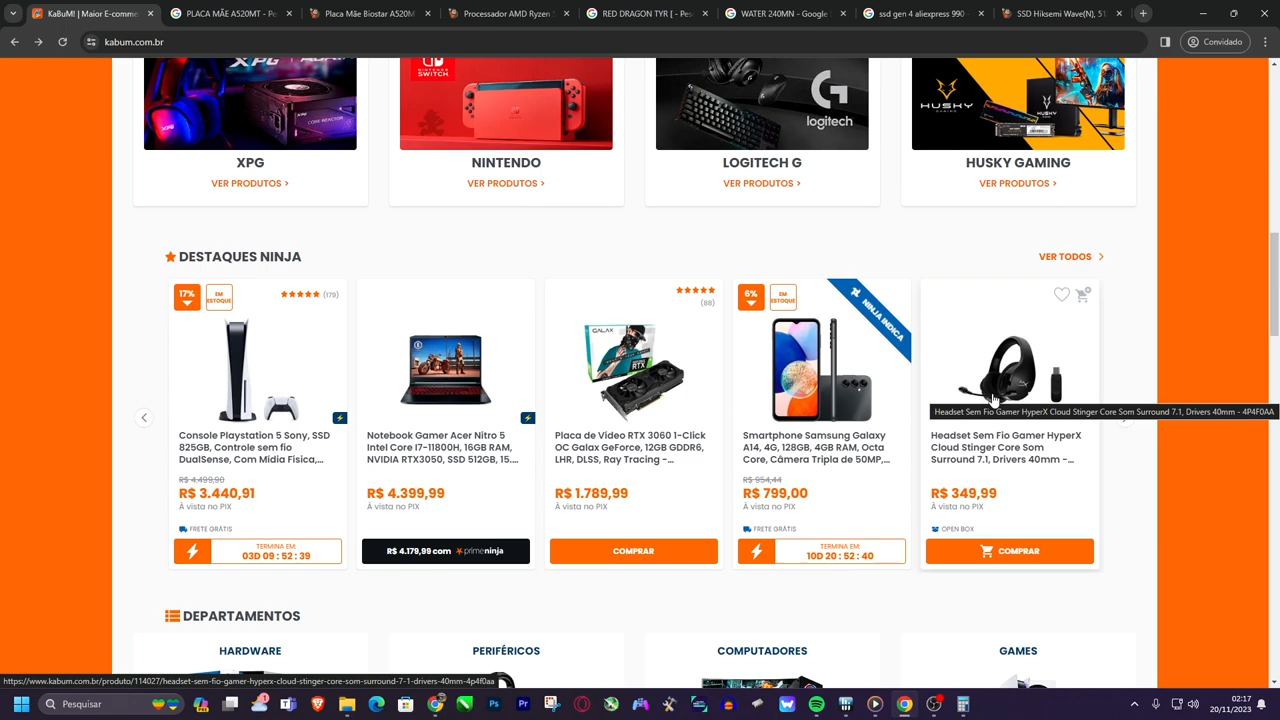 Maior E-comme
PLACA MÃE A520MT - Pe
Placa Mãe Biostar A520M
Processador AMD Ryzen
RED DRAGON TYR [ - Pes
WATER 240MN - Google
ssd gen 4 aliexpress 990 -
SSD Hiksemi Wave(N), 51
kabum.com.br
Convidado
XPG
NINTENDO SWITCH
G
logitech
HUSKY
GAMING
XPG
NINTENDO
LOGITECH G
HUSKY GAMING
VER PRODUTOS >
VER PRODUTOS >
VER PRODUTOS >
VER PRODUTOS >
DESTAQUES NINJA
VER TODOS >
17%
EM ESTOQUE
(179)
(88)
6%
EM ESTOQUE
NINJA INDICA
GALAX
RTX
Headset Sem Fio Gamer HyperX Cloud Stinger Core Som Surround 7.1, Drivers 40mm - 4P4F0AA
Console Playstation 5 Sony, SSD
825GB, Controle sem fio
DualSense, Com Mídia Física,...
R$ 4.499,90
R$ 3.440,91
À vista no PIX
FRETE GRÁTIS
TERMINA EM:
03D 09 : 52 : 39
Notebook Gamer Acer Nitro 5
Intel Core I7-11800H, 16GB RAM,
NVIDIA RTX3050, SSD 512GB, 15....
R$ 4.399,99
À vista no PIX
R$ 4.179,99 com primeninja
Placa de Vídeo RTX 3060 1-Click
OC Galax GeForce, 12GB GDDR6,
LHR, DLSS, Ray Tracing -...
R$ 1.789,99
À vista no PIX
COMPRAR
Smartphone Samsung Galaxy
A14, 4G, 128GB, 4GB RAM, Octa
Core, Câmera Tripla de 50MP,...
R$ 954,44
R$ 799,00
À vista no PIX
FRETE GRÁTIS
TERMINA EM:
10D 20 : 52 : 40
Headset Sem Fio Gamer HyperX
Cloud Stinger Core Som
Surround 7.1, Drivers 40mm -...
R$ 349,99
À vista no PIX
OPEN BOX
COMPRAR
DEPARTAMENTOS
HARDWARE
PERIFÉRICOS
COMPUTADORES
GAMES
https://www.kabum.com.br/produto/114027/headset-sem-fio-gamer-hyperx-cloud-stinger-core-som-surround-7-1-drivers-40mm-4p4f0aa
Pesquisar
02:17
20/11/2023